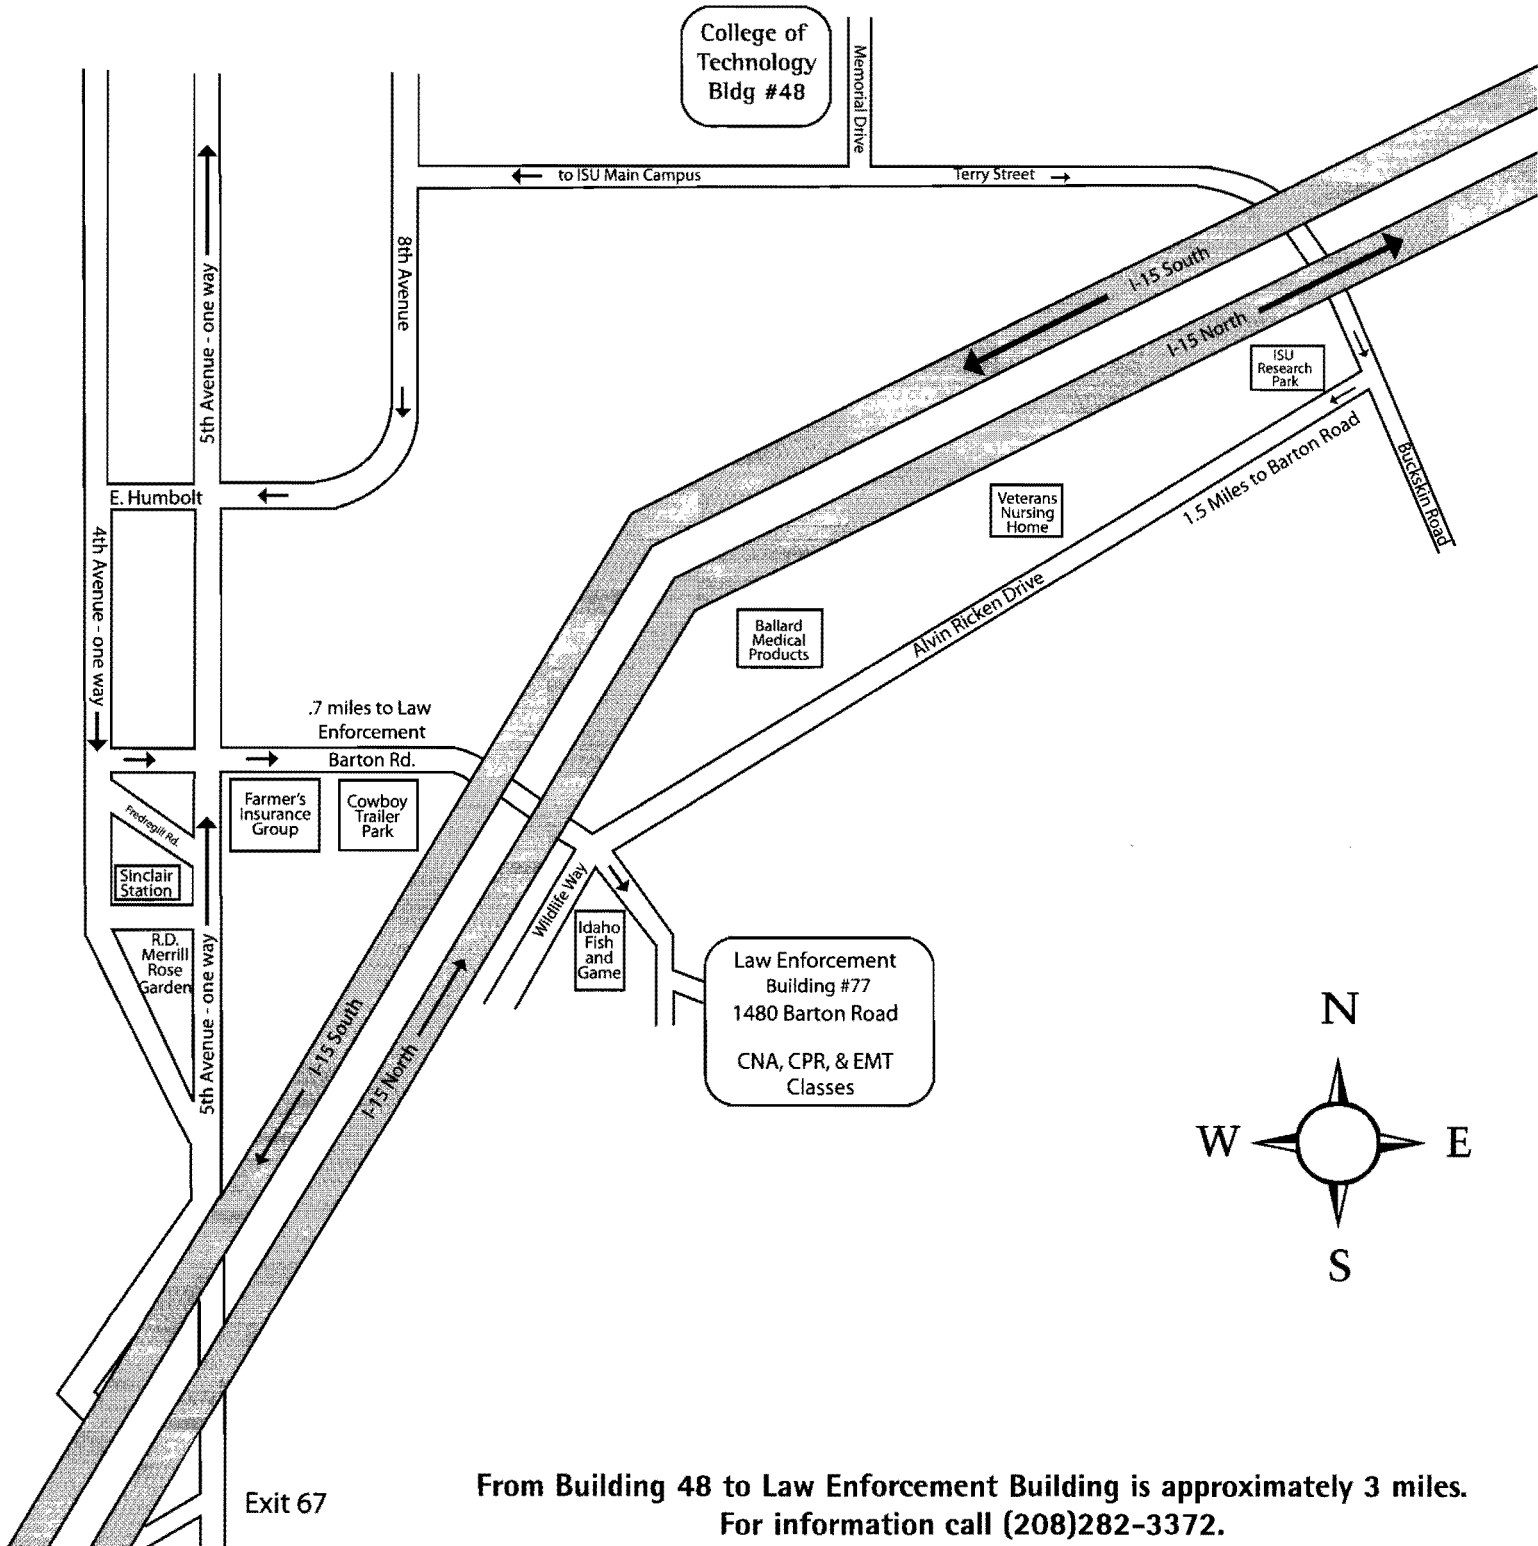 College of
Technology
Bldg #48
Memorial Drive
to ISU Main Campus
Terry Street
8th Avenue
5th Avenue - one way
I-15 South
I-15 North
ISU
Research
Park
1.5 Miles to Barton Road
Buckskin Road
E. Humbolt
Veterans
Nursing
Home
4th Avenue - one way
Alvin Ricken Drive
Ballard
Medical
Products
.7 miles to Law
Enforcement
Barton Rd.
Farmer's
Insurance
Group
Cowboy
Trailer
Park
Fredregill Rd.
Sinclair
Station
Wildlife Way
Idaho
Fish
and
Game
R.D.
Merrill
Rose
Garden
5th Avenue - one way
Law Enforcement
Building #77
1480 Barton Road
CNA, CPR, & EMT
Classes
I-15 South
I-15 North
N
W
E
S
Exit 67
From Building 48 to Law Enforcement Building is approximately 3 miles.
For information call (208)282-3372.